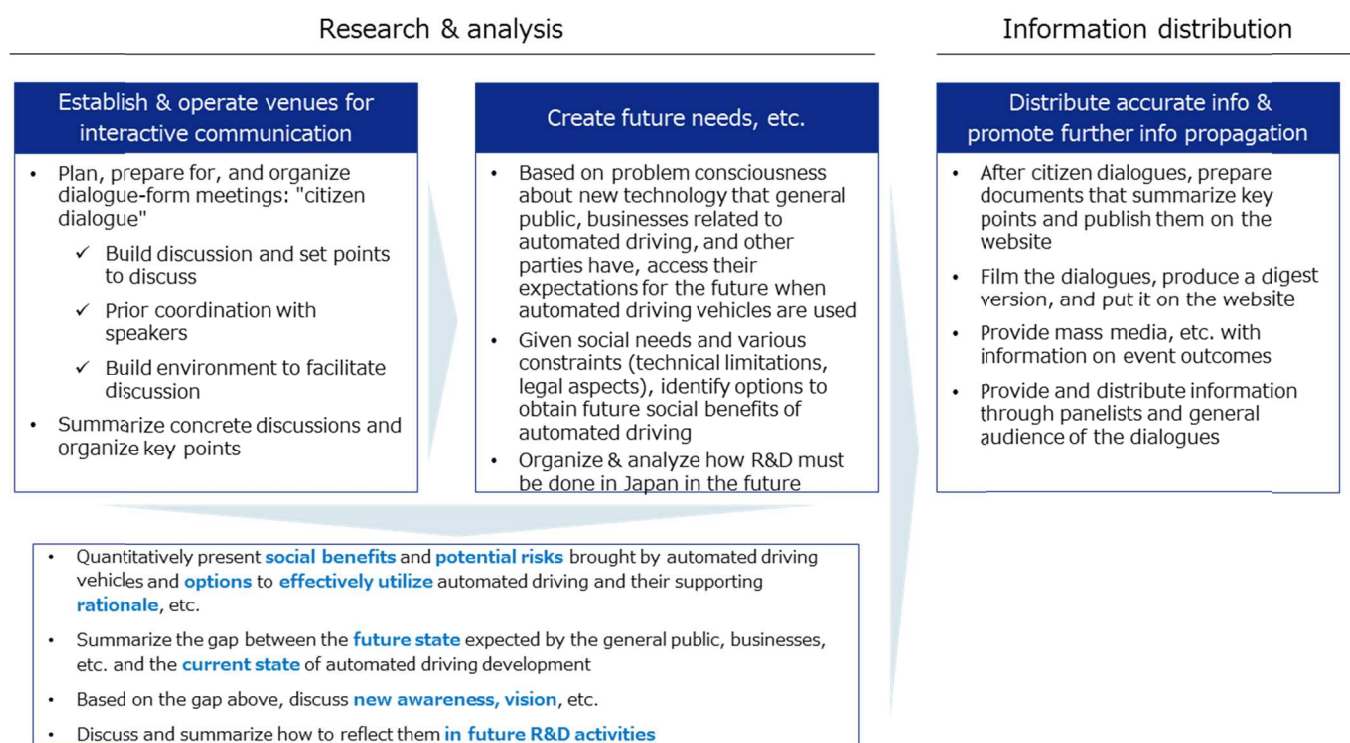 Research & analysis
Information distribution
Establish & operate venues for
interactive communication
• Plan, prepare for, and organize
dialogue-form meetings: "citizen
dialogue"
✓ Build discussion and set points
to discuss
✓ Prior coordination with
speakers
✓ Build environment to facilitate
discussion
• Summarize concrete discussions and
organize key points
Create future needs, etc.
• Based on problem consciousness
about new technology that general
public, businesses related to
automated driving, and other
parties have, access their
expectations for the future when
automated driving vehicles are used
• Given social needs and various
constraints (technical limitations,
legal aspects), identify options to
obtain future social benefits of
automated driving
• Organize & analyze how R&D must
be done in Japan in the future
Distribute accurate info &
promote further info propagation
• After citizen dialogues, prepare
documents that summarize key
points and publish them on the
website
• Film the dialogues, produce a digest
version, and put it on the website
• Provide mass media, etc. with
information on event outcomes
• Provide and distribute information
through panelists and general
audience of the dialogues
• Quantitatively present social benefits and potential risks brought by automated driving
vehicles and options to effectively utilize automated driving and their supporting
rationale, etc.
• Summarize the gap between the future state expected by the general public, businesses,
etc. and the current state of automated driving development
• Based on the gap above, discuss new awareness, vision, etc.
• Discuss and summarize how to reflect them in future R&D activities